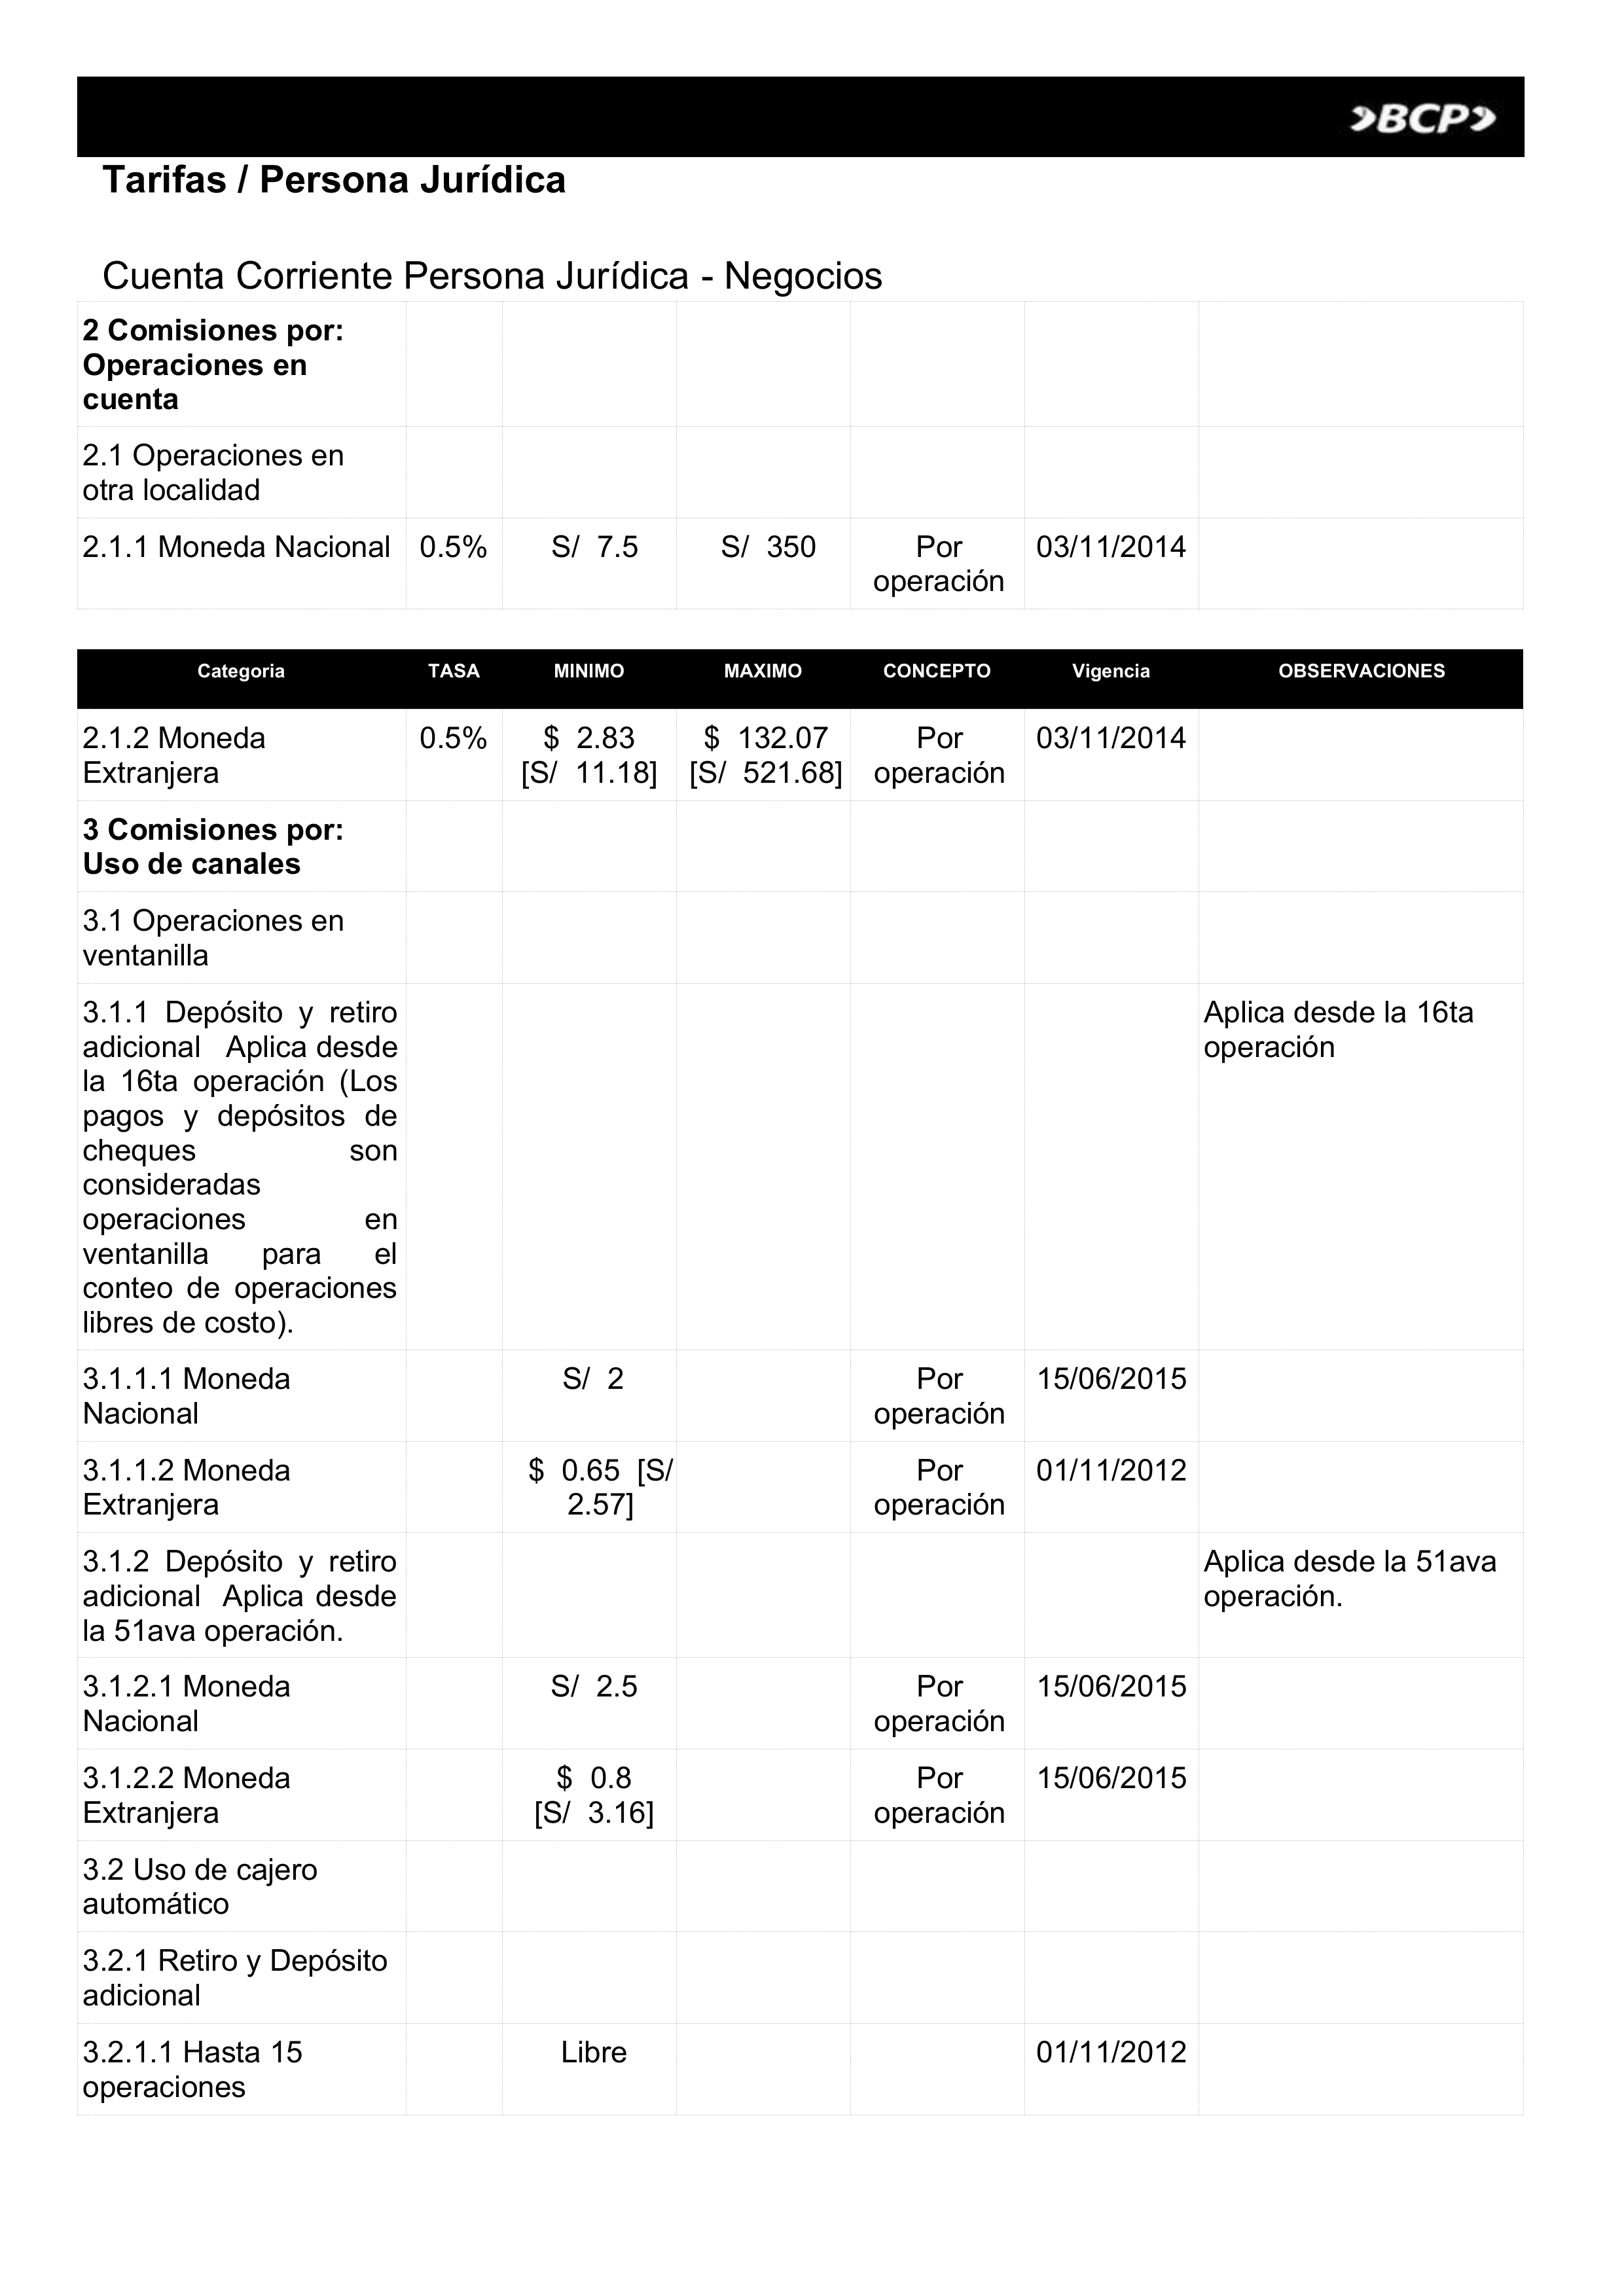 BCP
Tarifas / Persona Jurídica
Cuenta Corriente Persona Jurídica - Negocios
2 Comisiones por:
Operaciones en
cuenta
2.1 Operaciones en
otra localidad
2.1.1 Moneda Nacional 0.5% S/ 7.5 S/ 350 Por 03/11/2014
operación
Categoria TASA MINIMO MAXIMO CONCEPTO Vigencia OBSERVACIONES
2.1.2 Moneda 0.5% $ 2.83 $ 132.07 Por 03/11/2014
Extranjera [S/ 11.18] [S/ 521.68] operación
3 Comisiones por:
Uso de canales
3.1 Operaciones en
ventanilla
3.1.1 Depósito y retiro Aplica desde la 16ta
adicional Aplica desde operación
la 16ta operación (Los
pagos y depósitos de
cheques son
consideradas
operaciones en
ventanilla para el
conteo de operaciones
libres de costo).
3.1.1.1 Moneda S/ 2 Por 15/06/2015
Nacional operación
3.1.1.2 Moneda $ 0.65 [S/ Por 01/11/2012
Extranjera 2.57] operación
3.1.2 Depósito y retiro Aplica desde la 51ava
adicional Aplica desde operación.
la 51ava operación.
3.1.2.1 Moneda S/ 2.5 Por 15/06/2015
Nacional operación
3.1.2.2 Moneda $ 0.8 Por 15/06/2015
Extranjera [S/ 3.16] operación
3.2 Uso de cajero
automático
3.2.1 Retiro y Depósito
adicional
3.2.1.1 Hasta 15 Libre 01/11/2012
operaciones